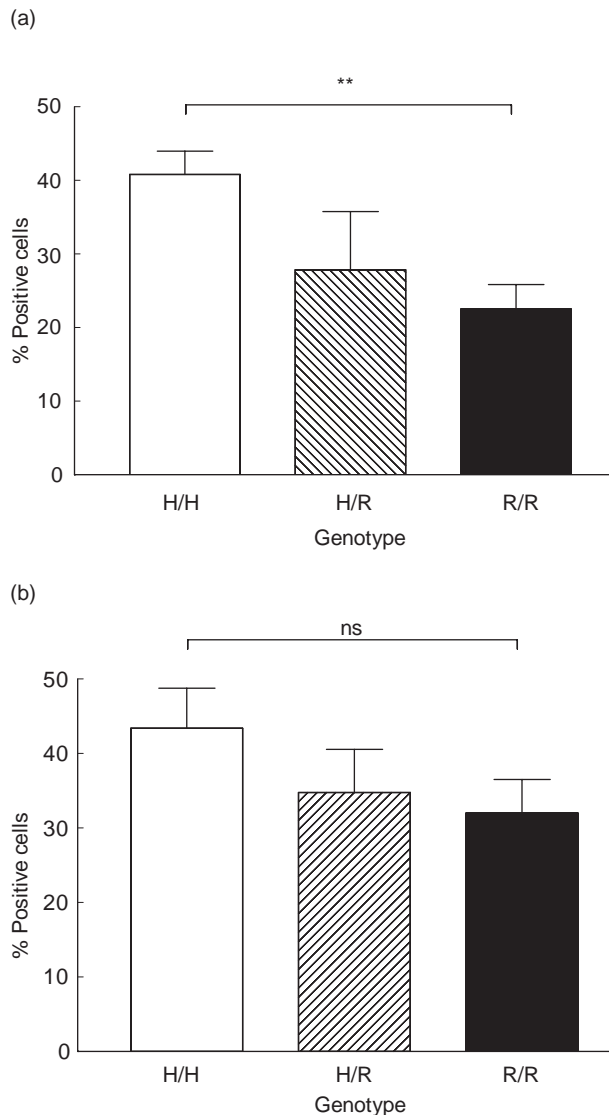 (a)
**
50
40
30
20
10
0
% Positive cells
H/H H/R R/R
Genotype
(b)
ns
50
40
30
20
10
0
% Positive cells
H/H H/R R/R
Genotype